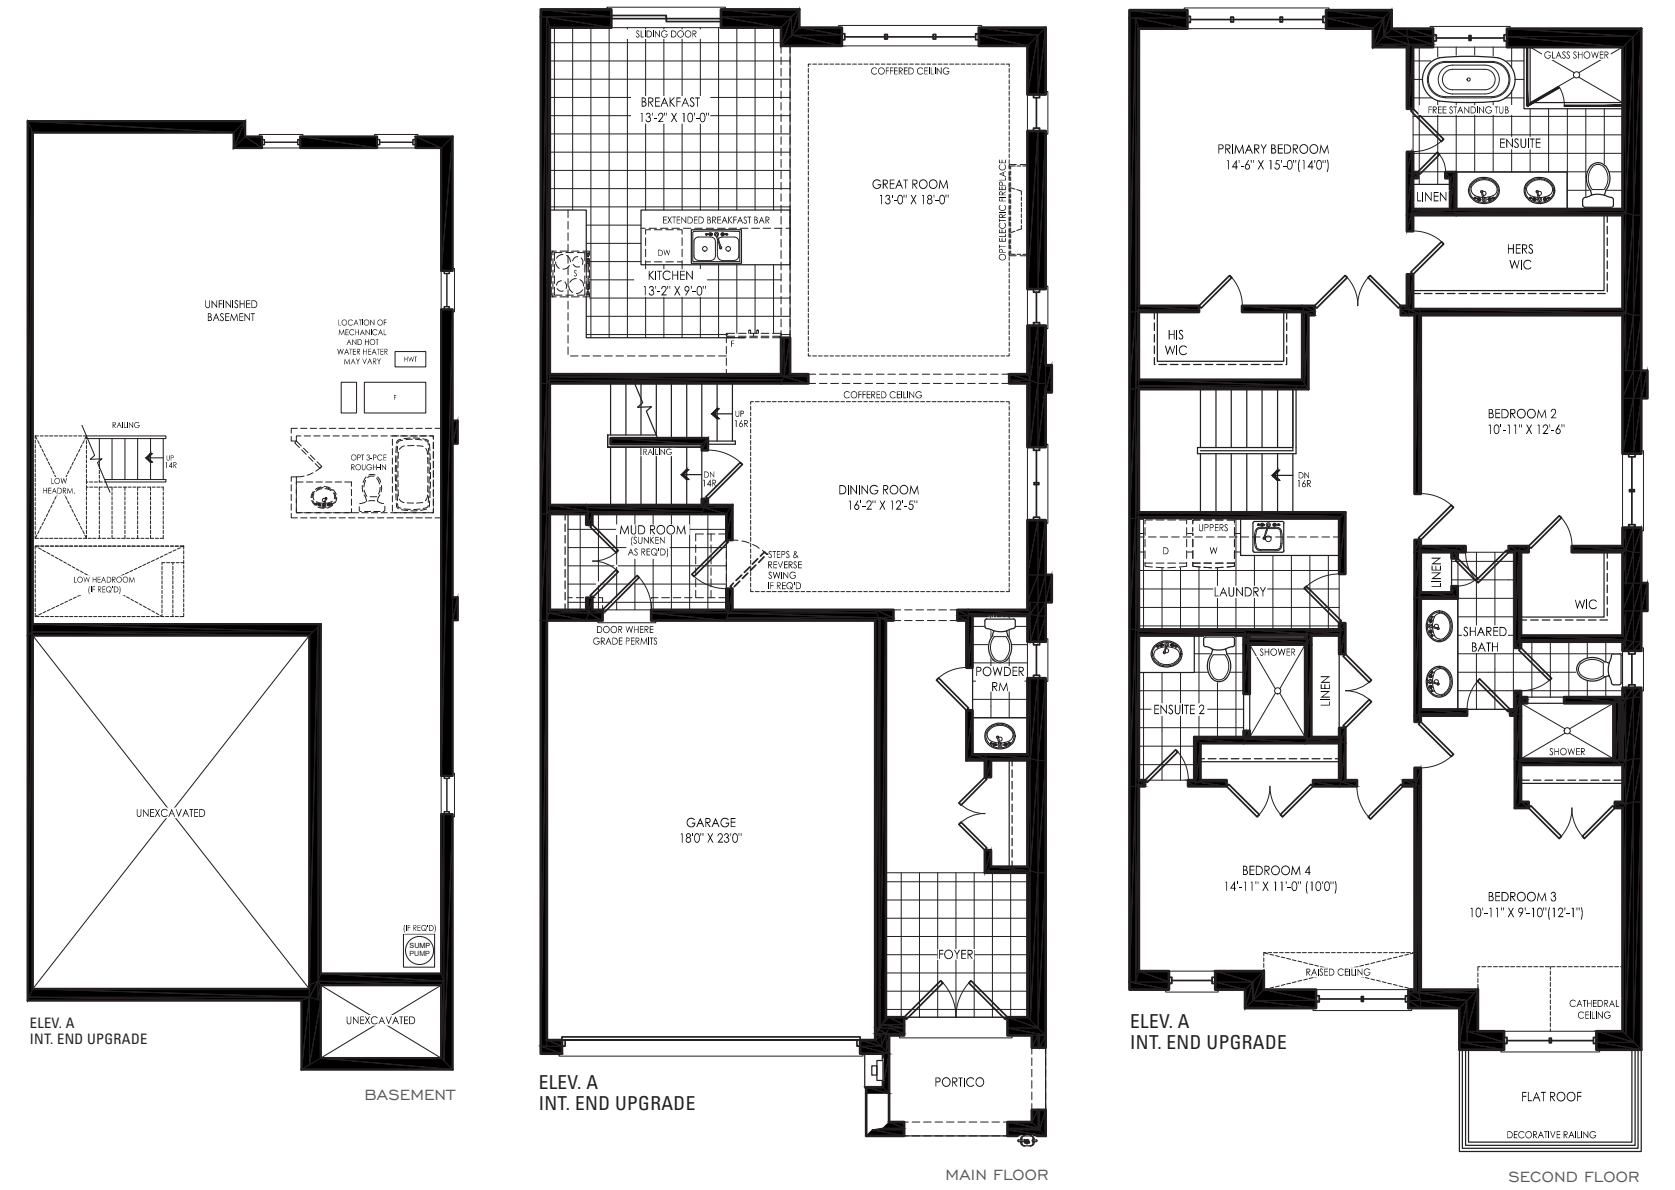 UNFINISHED
BASEMENT
LOCATION OF
MECHANICAL
AND HOT
WATER HEATER
MAY VARY
HWT
F
RAILING
UP
14R
LOW
HEADRM.
OPT 3-PCE
ROUGH-IN
LOW HEADROOM
(IF REQ'D)
UNEXCAVATED
(IF REQ'D)
SUMP
PUMP
UNEXCAVATED
ELEV. A
INT. END UPGRADE
BASEMENT
SLIDING DOOR
BREAKFAST
13'-2" X 10'-0"
COFFERED CEILING
GREAT ROOM
13'-0" X 18'-0"
OPT ELECTRIC FIREPLACE
EXTENDED BREAKFAST BAR
DW
S
KITCHEN
13'-2" X 9'-0"
F
COFFERED CEILING
UP
16R
RAILING
DN
14R
DINING ROOM
16'-2" X 12'-5"
MUD ROOM
(SUNKEN
AS REQ'D)
STEPS &
REVERSE
SWING
IF REQ'D
DOOR WHERE
GRADE PERMITS
POWDER
RM
GARAGE
18'0" X 23'0"
FOYER
PORTICO
ELEV. A
INT. END UPGRADE
MAIN FLOOR
GLASS SHOWER
FREE STANDING TUB
PRIMARY BEDROOM
14'-6" X 15'-0"(14'0")
ENSUITE
LINEN
HERS
WIC
HIS
WIC
BEDROOM 2
10'-11" X 12'-6"
DN
16R
UPPERS
D
W
LAUNDRY
LINEN
WIC
SHARED
BATH
SHOWER
LINEN
ENSUITE 2
SHOWER
BEDROOM 4
14'-11" X 11'-0" (10'0")
BEDROOM 3
10'-11" X 9'-10"(12'-1")
RAISED CEILING
CATHEDRAL
CEILING
ELEV. A
INT. END UPGRADE
FLAT ROOF
DECORATIVE RAILING
SECOND FLOOR